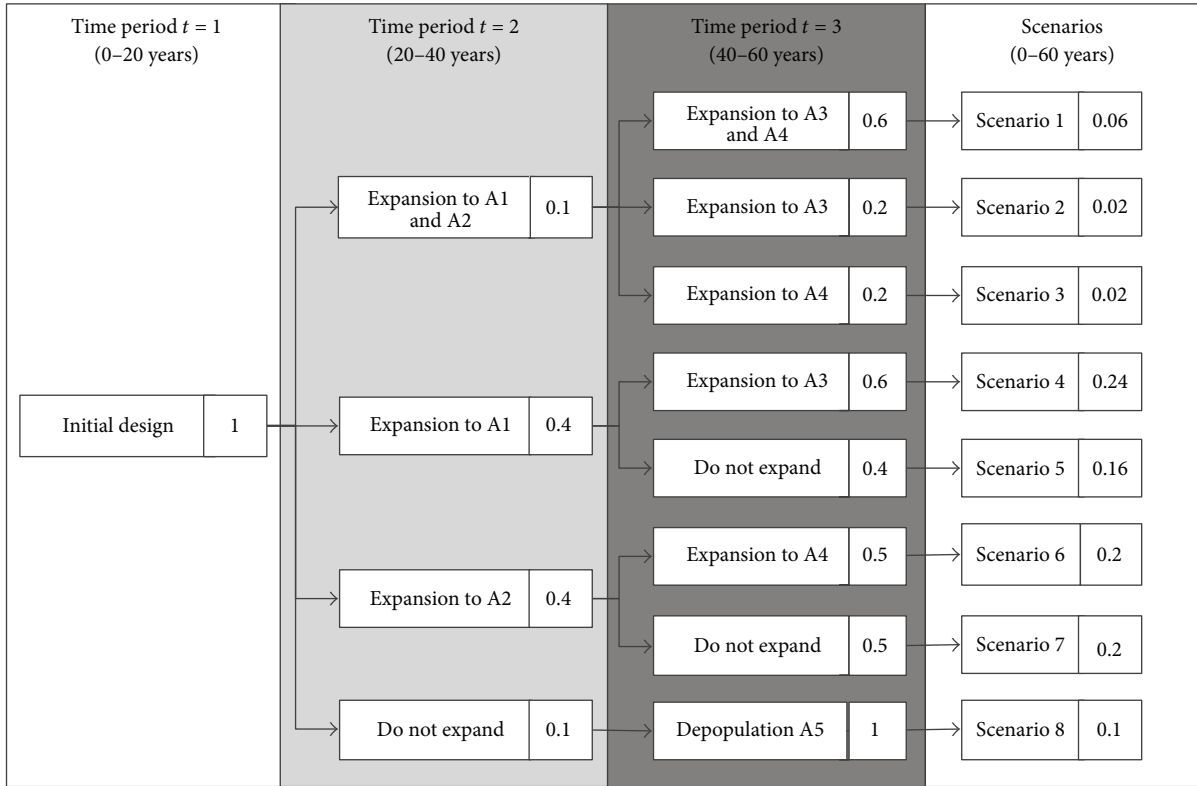 Time period t = 1
(0–20 years)
Time period t = 2
(20–40 years)
Time period t = 3
(40–60 years)
Scenarios
(0–60 years)
Initial design 1
Expansion to A1
and A2 0.1
Expansion to A1 0.4
Expansion to A2 0.4
Do not expand 0.1
Expansion to A3
and A4 0.6
Expansion to A3 0.2
Expansion to A4 0.2
Expansion to A3 0.6
Do not expand 0.4
Expansion to A4 0.5
Do not expand 0.5
Depopulation A5 1
Scenario 1 0.06
Scenario 2 0.02
Scenario 3 0.02
Scenario 4 0.24
Scenario 5 0.16
Scenario 6 0.2
Scenario 7 0.2
Scenario 8 0.1